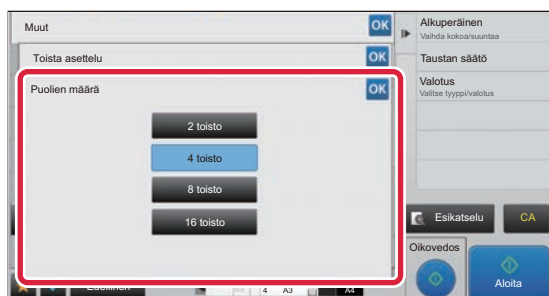 Muut
OK
Toista asettelu
OK
Puolien määrä
OK
2 toisto
4 toisto
8 toisto
16 toisto
Alkuperäinen
Vaihda kokoa/suuntaa
Taustan säätö
Valotus
Valitse tyyppi/valotus
Esikatselu
CA
Oikovedos
Aloita
Edellinen
4
A3
A4